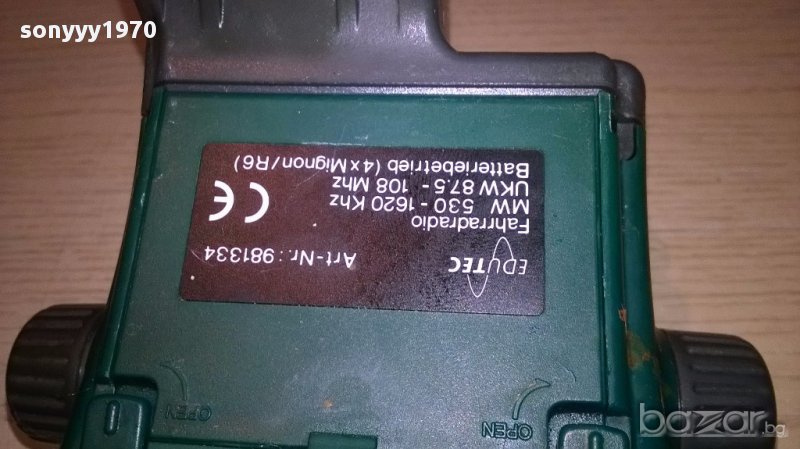 sonyyy1970
EDUTEC
Art-Nr.: 981334
Fahrradradio
MW 530 - 1620 Khz
UKW 87.5 - 108 Mhz
Batteriebetrieb (4×Mignon/R6)
CE
OPEN
OPEN
bazar.bg